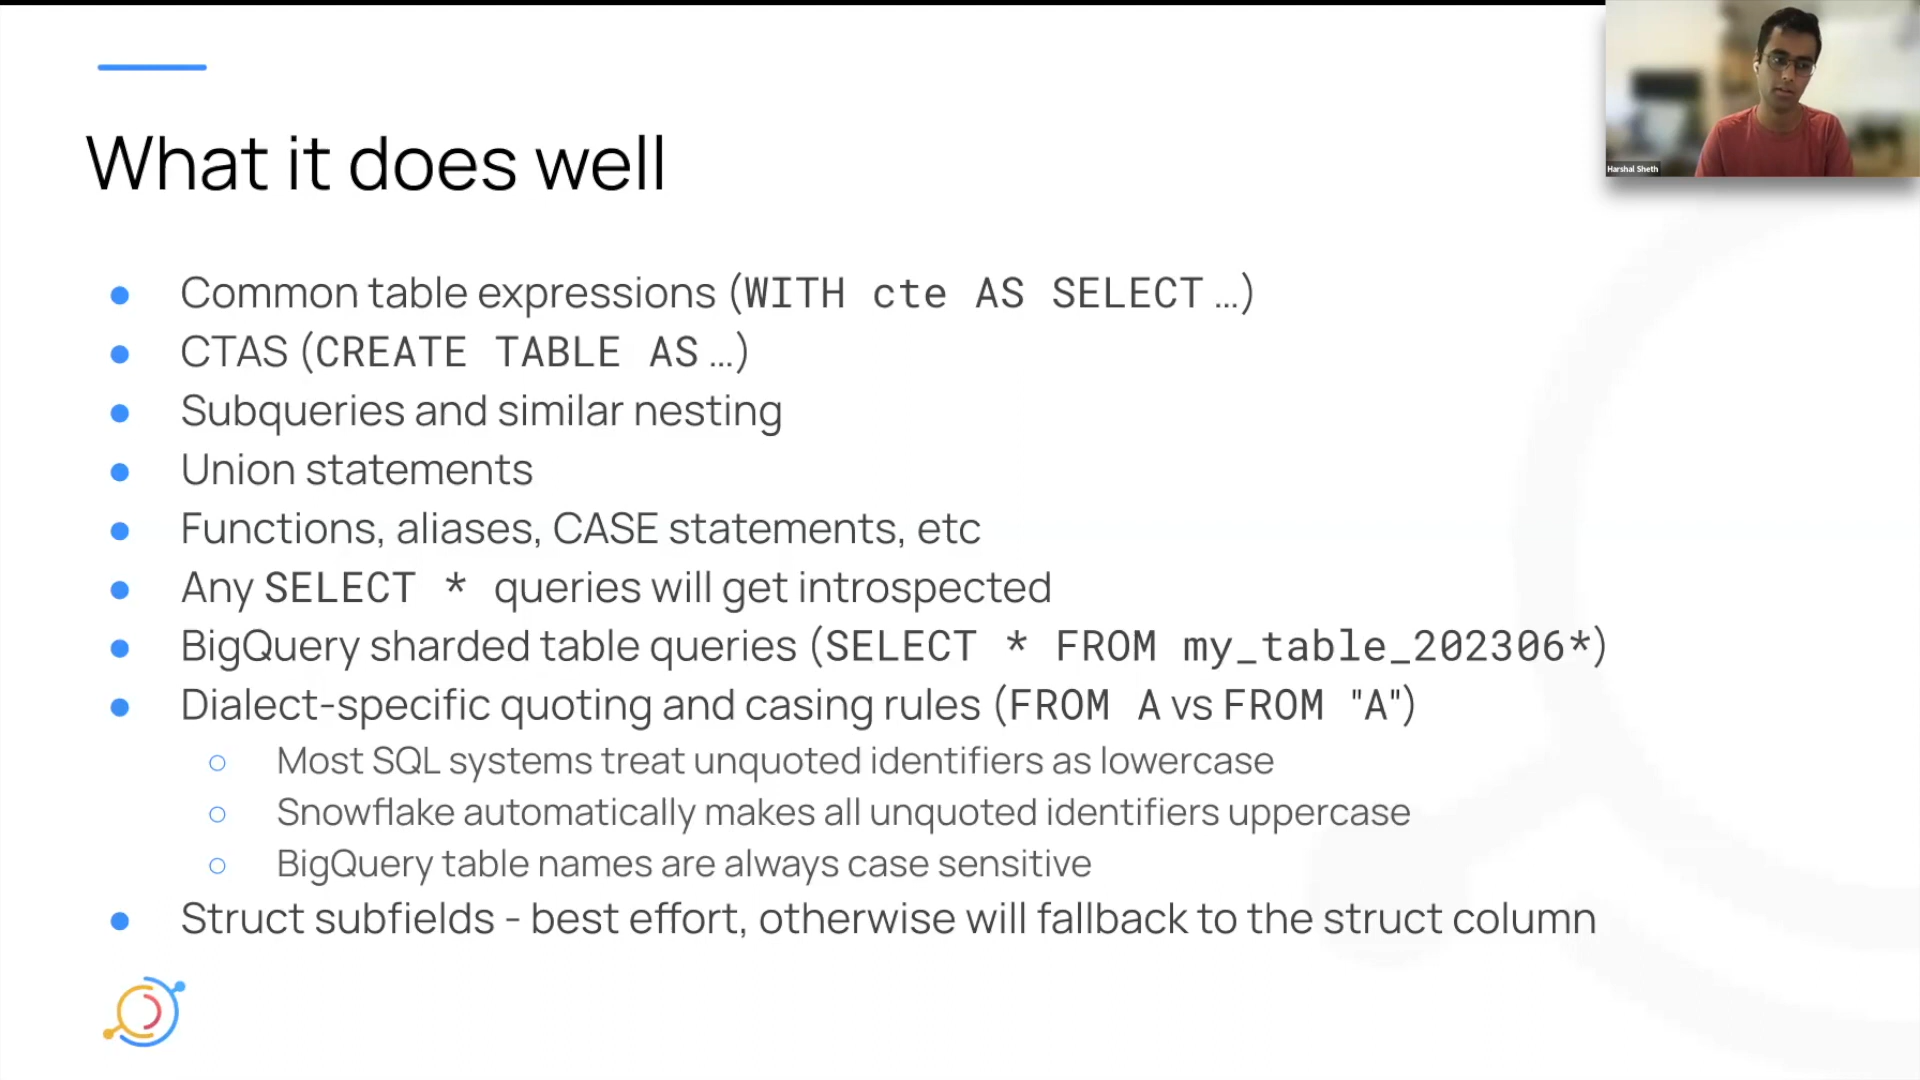 What it does well
Harshal Sheth
Common table expressions (WITH cte AS SELECT ...)
CTAS (CREATE TABLE AS ...)
Subqueries and similar nesting
Union statements
Functions, aliases, CASE statements, etc
Any SELECT * queries will get introspected
BigQuery sharded table queries (SELECT * FROM my_table_202306*)
Dialect-specific quoting and casing rules (FROM A vs FROM "A")
Most SQL systems treat unquoted identifiers as lowercase
Snowflake automatically makes all unquoted identifiers uppercase
BigQuery table names are always case sensitive
Struct subfields - best effort, otherwise will fallback to the struct column